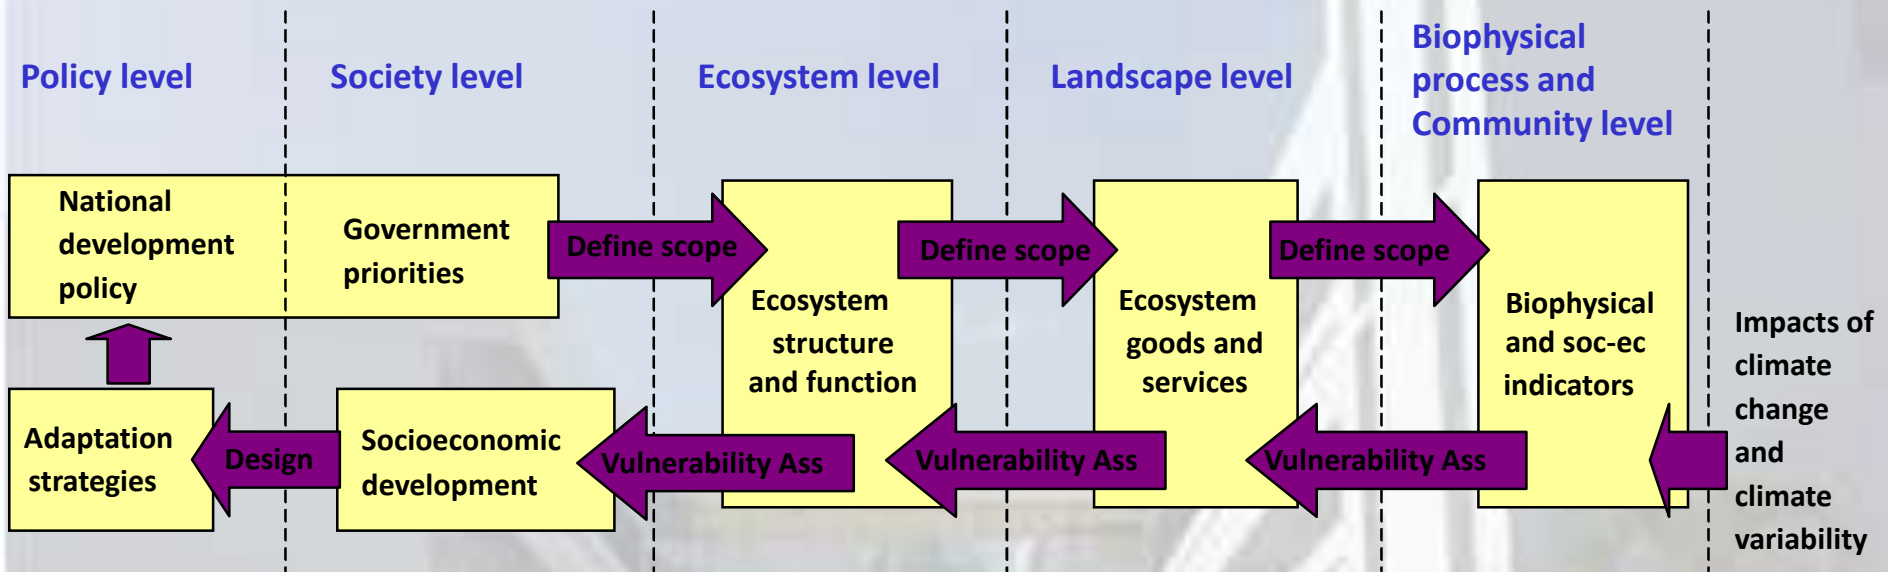 Policy level
Society level
Ecosystem level
Landscape level
Biophysical
process and
Community level
National
development
policy
Government
priorities
Define scope
Define scope
Define scope
Ecosystem
structure
and function
Ecosystem
goods and
services
Biophysical
and soc-ec
indicators
Impacts of
climate
change
and
climate
variability
Adaptation
strategies
Design
Socioeconomic
development
Vulnerability Ass
Vulnerability Ass
Vulnerability Ass